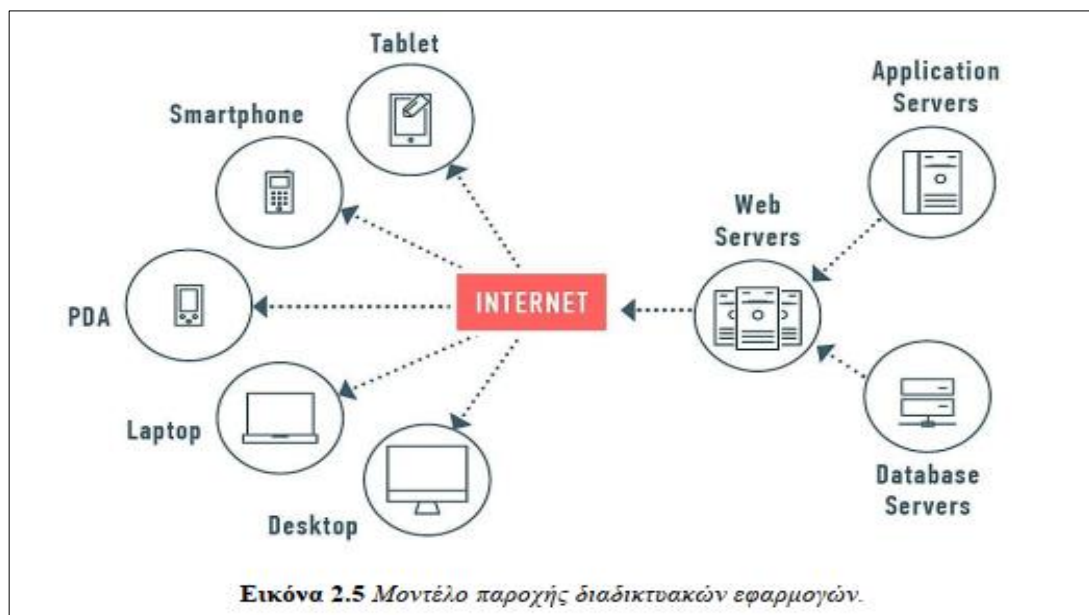 Tablet
Smartphone
Application
Servers
Web
Servers
INTERNET
PDA
Laptop
Desktop
Database
Servers
Εικόνα 2.5 Μοντέλο παροχής διαδικτυακών εφαρμογών.